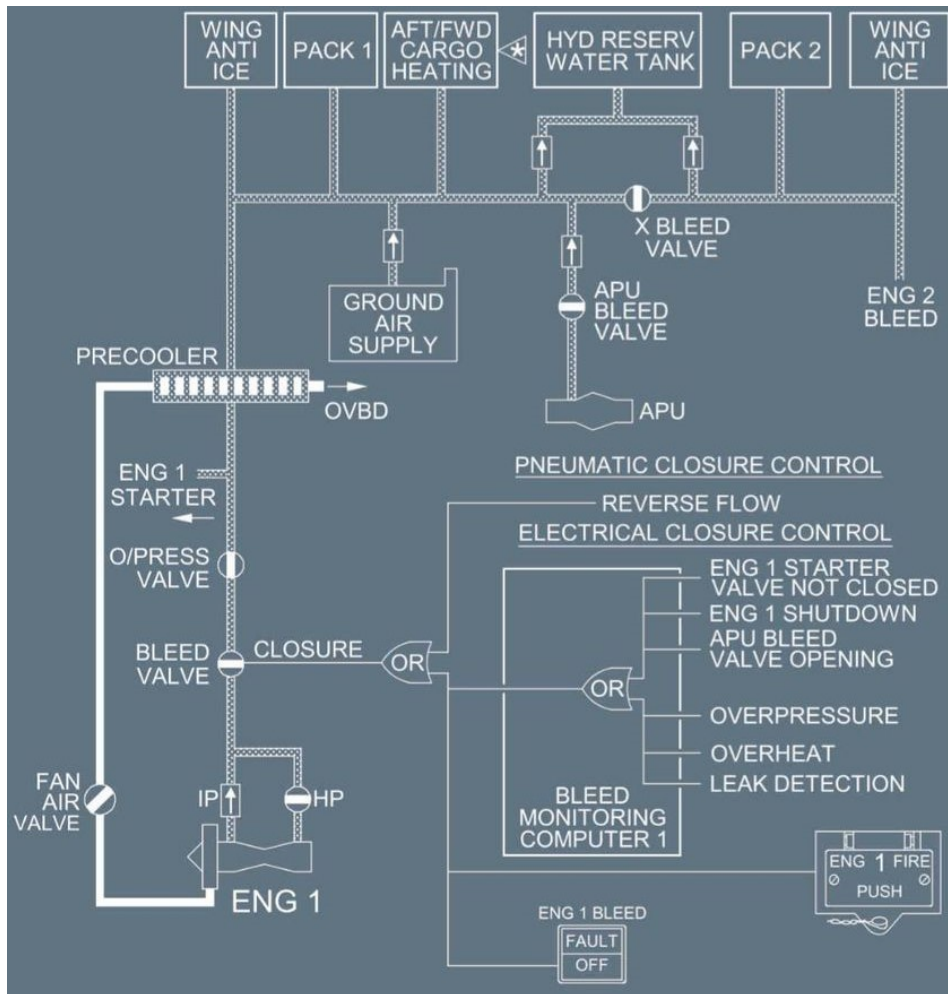 WING
ANTI
ICE
PACK 1
AFT/FWD
CARGO
HEATING
*
HYD RESERV
WATER TANK
PACK 2
WING
ANTI
ICE
X BLEED
VALVE
GROUND
AIR
SUPPLY
APU
BLEED
VALVE
ENG 2
BLEED
PRECOOLER
OVBD
APU
ENG 1
STARTER
PNEUMATIC CLOSURE CONTROL
REVERSE FLOW
ELECTRICAL CLOSURE CONTROL
O/PRESS
VALVE
ENG 1 STARTER
VALVE NOT CLOSED
ENG 1 SHUTDOWN
APU BLEED
VALVE OPENING
BLEED
VALVE
CLOSURE
OR
OR
OVERPRESSURE
OVERHEAT
LEAK DETECTION
FAN
AIR
VALVE
IP
HP
BLEED
MONITORING
COMPUTER 1
ENG 1
ENG 1 FIRE
PUSH
ENG 1 BLEED
FAULT
OFF